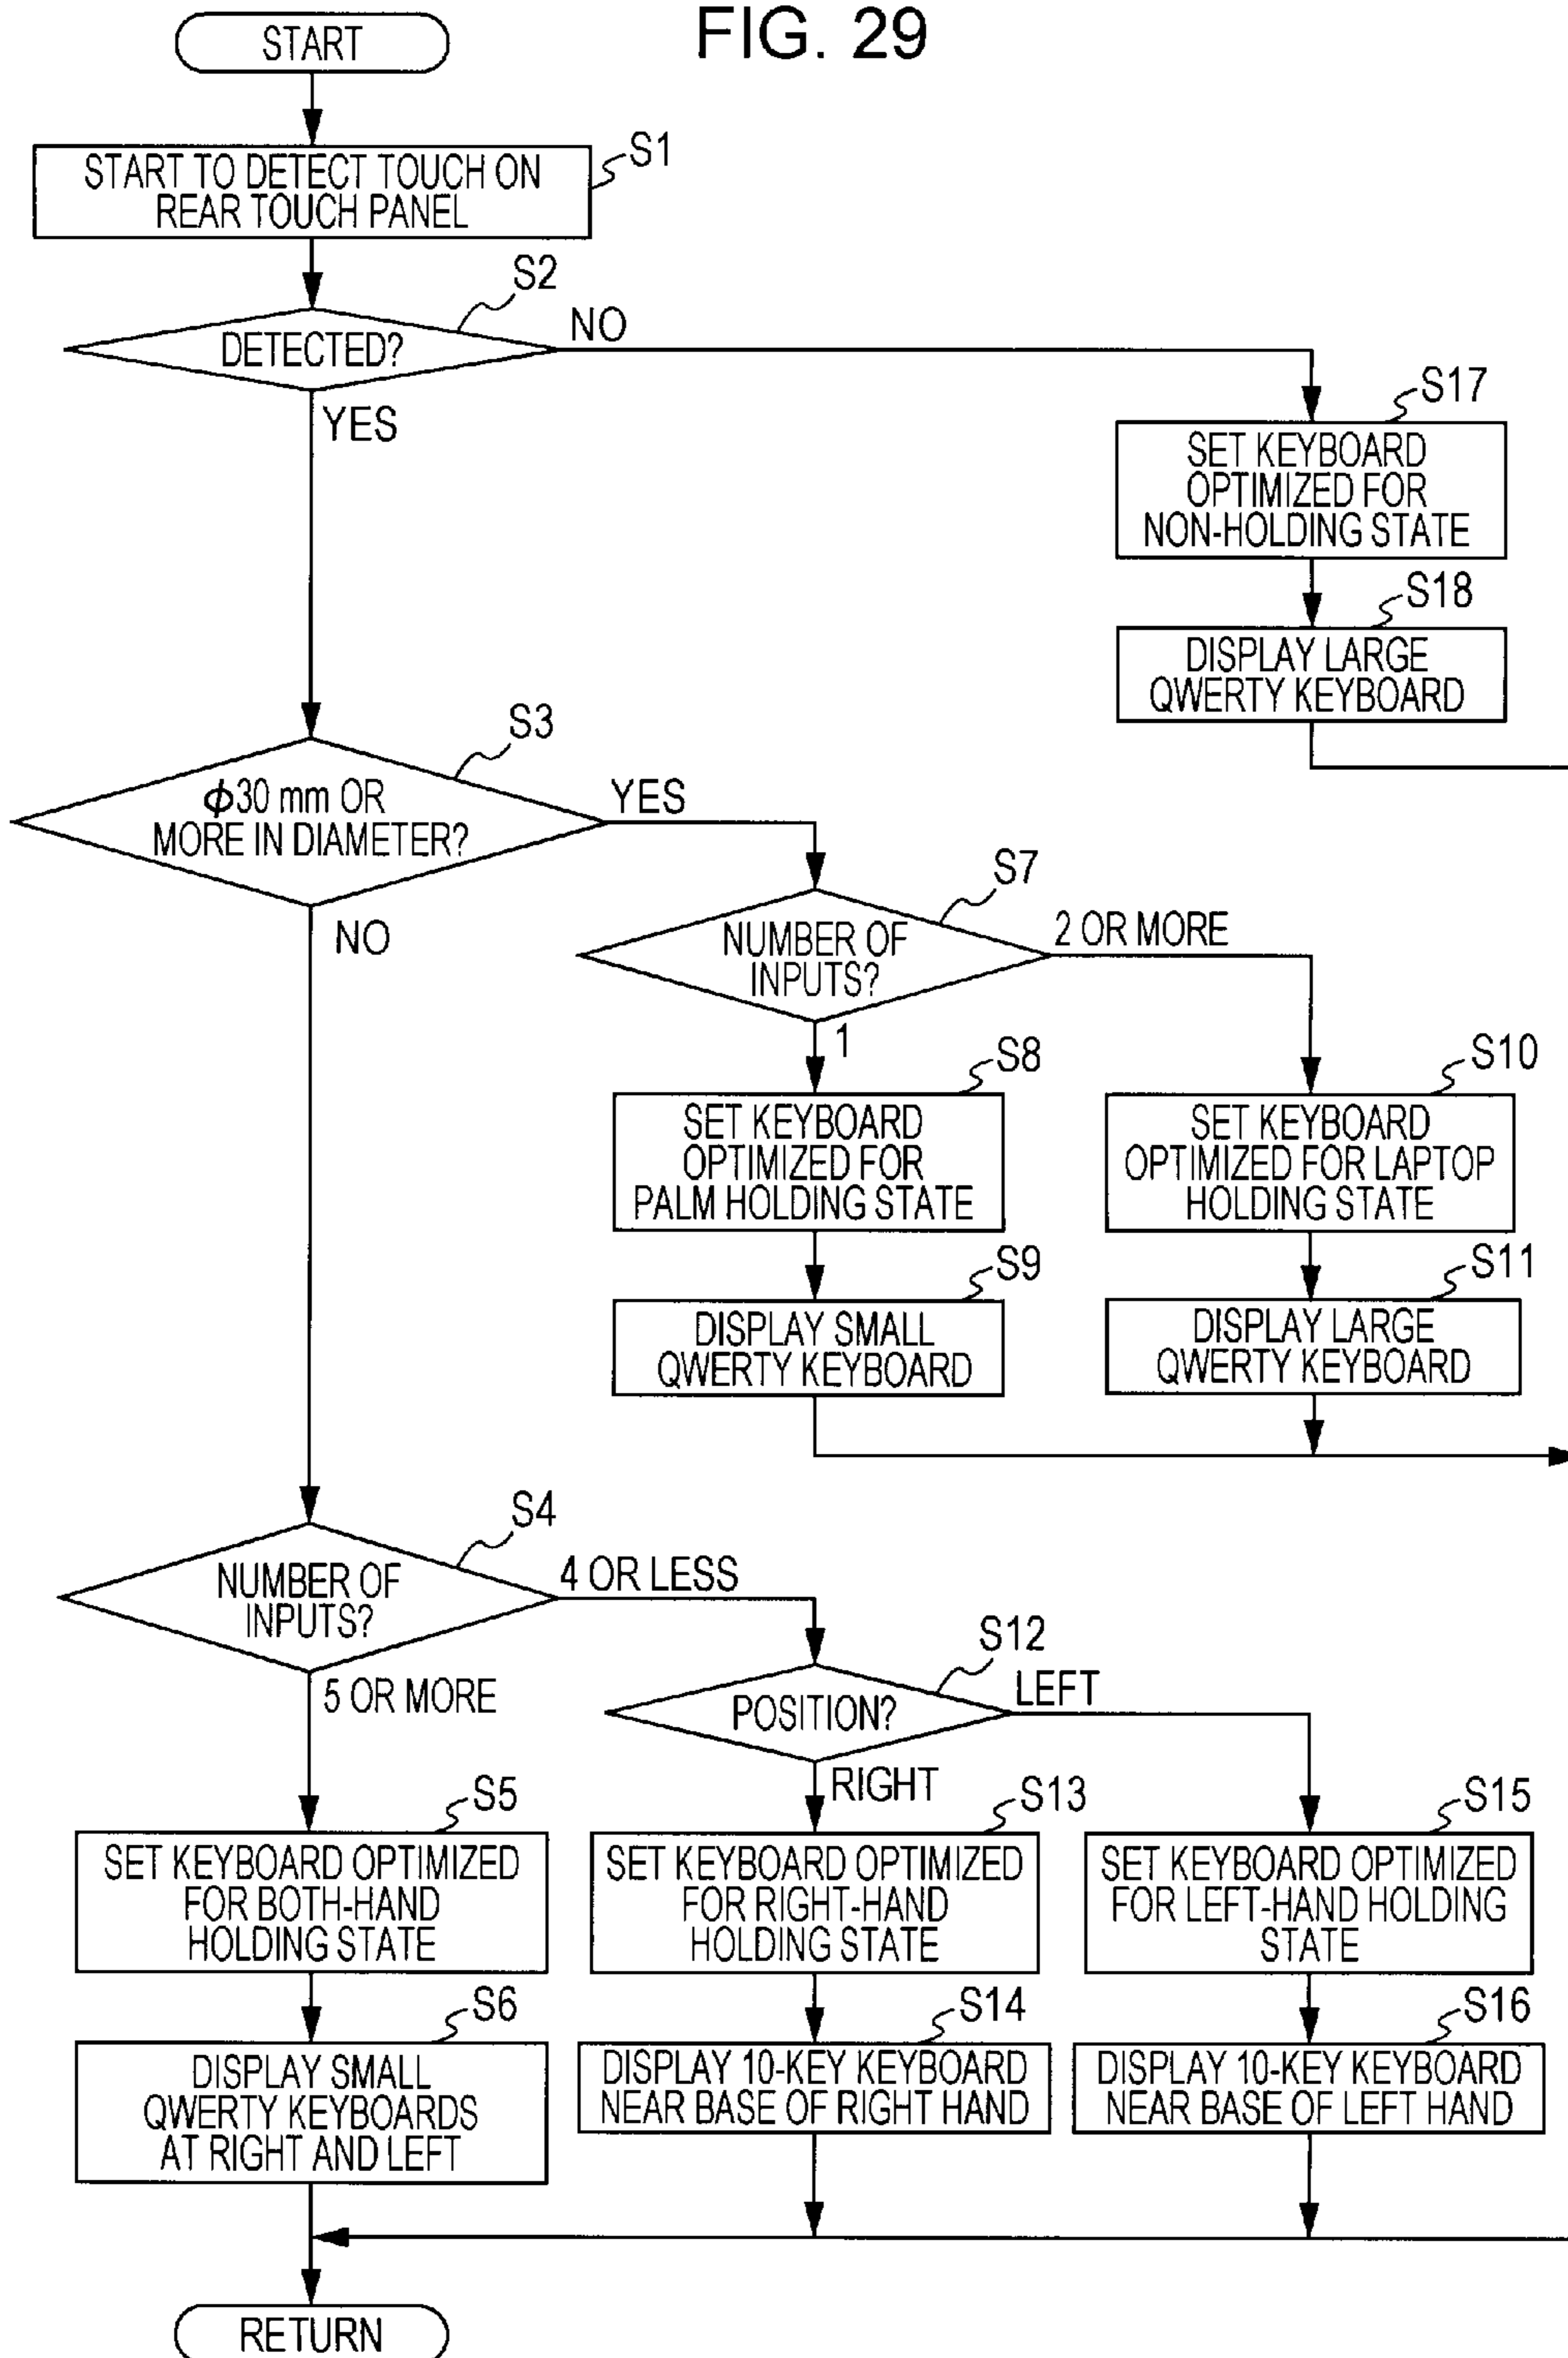 FIG. 29
START
S1
START TO DETECT TOUCH ON
REAR TOUCH PANEL
S2
DETECTED?
NO
YES
S17
SET KEYBOARD
OPTIMIZED FOR
NON-HOLDING STATE
S18
DISPLAY LARGE
QWERTY KEYBOARD
S3
ϕ30 mm OR
MORE IN DIAMETER?
YES
NO
S7
NUMBER OF
INPUTS?
2 OR MORE
1
S8
SET KEYBOARD
OPTIMIZED FOR
PALM HOLDING STATE
S10
SET KEYBOARD
OPTIMIZED FOR LAPTOP
HOLDING STATE
S9
DISPLAY SMALL
QWERTY KEYBOARD
S11
DISPLAY LARGE
QWERTY KEYBOARD
S4
NUMBER OF
INPUTS?
4 OR LESS
5 OR MORE
S12
POSITION?
LEFT
RIGHT
S5
SET KEYBOARD OPTIMIZED
FOR BOTH-HAND
HOLDING STATE
S13
SET KEYBOARD OPTIMIZED
FOR RIGHT-HAND
HOLDING STATE
S15
SET KEYBOARD OPTIMIZED
FOR LEFT-HAND HOLDING
STATE
S6
DISPLAY SMALL
QWERTY KEYBOARDS
AT RIGHT AND LEFT
S14
DISPLAY 10-KEY KEYBOARD
NEAR BASE OF RIGHT HAND
S16
DISPLAY 10-KEY KEYBOARD
NEAR BASE OF LEFT HAND
RETURN